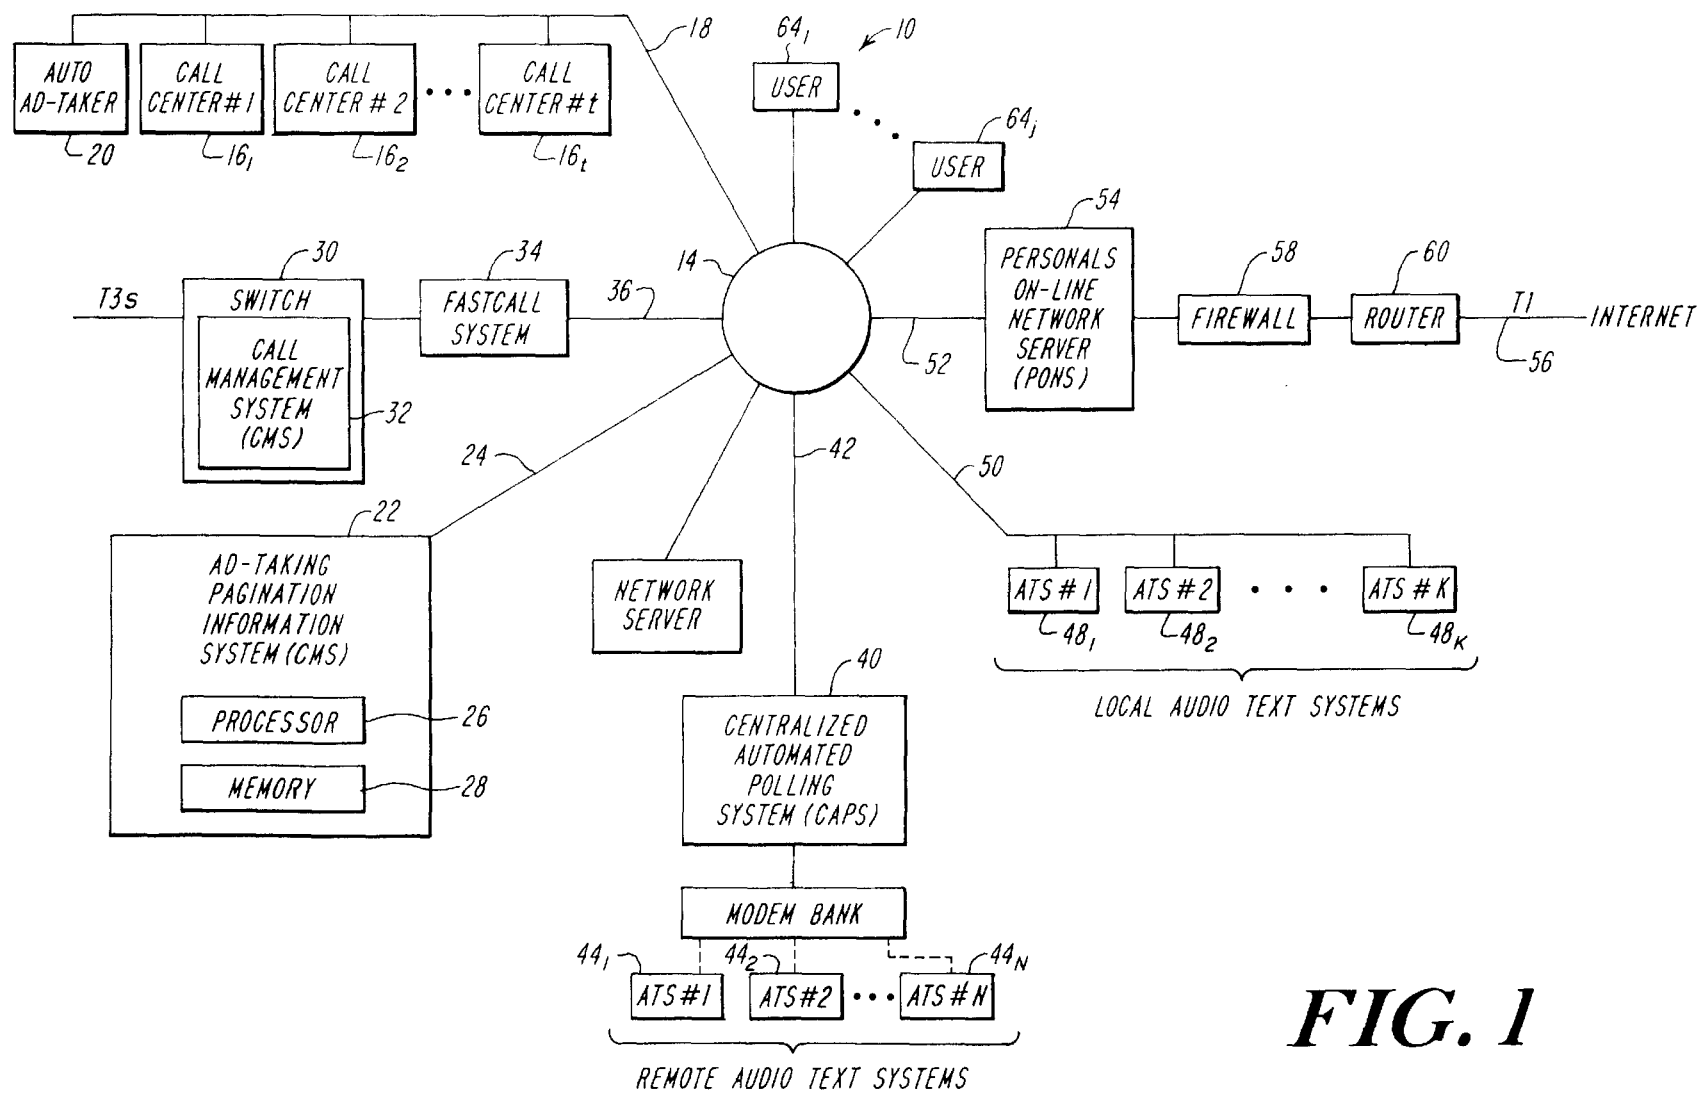 18
64₁
10
AUTO
AD-TAKER
CALL
CENTER#1
CALL
CENTER #2
CALL
CENTER#t
USER
20
16₁
16₂
16t
64j
USER
54
30
34
14
58
60
T3s
SWITCH
CALL
MANAGEMENT
SYSTEM
(CMS)
32
FASTCALL
SYSTEM
36
PERSONALS
ON-LINE
NETWORK
SERVER
(PONS)
52
FIREWALL
ROUTER
T1
56
INTERNET
24
42
50
22
AD-TAKING
PAGINATION
INFORMATION
SYSTEM (CMS)
PROCESSOR
26
MEMORY
28
NETWORK
SERVER
ATS #1
ATS #2
ATS #K
48₁
48₂
48K
LOCAL AUDIO TEXT SYSTEMS
40
CENTRALIZED
AUTOMATED
POLLING
SYSTEM (CAPS)
MODEM BANK
44₁
44₂
44N
ATS#1
ATS#2
ATS#N
REMOTE AUDIO TEXT SYSTEMS
FIG. 1